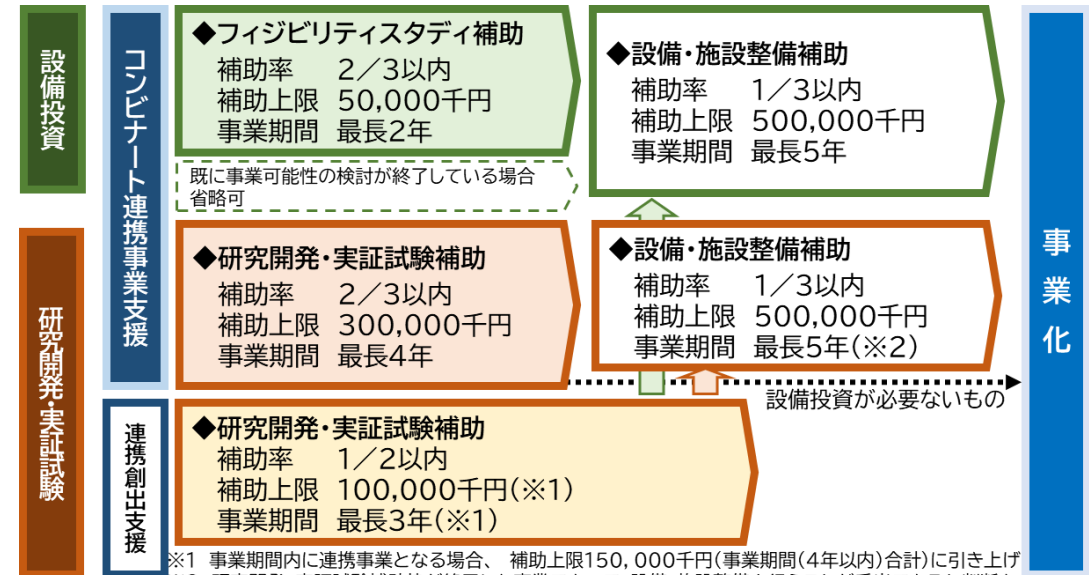 設備投資
コンビナート連携事業支援
◆フィジビリティスタディ補助
補助率 2／3以内
補助上限 50,000千円
事業期間 最長2年
◆設備・施設整備補助
補助率 1／3以内
補助上限 500,000千円
事業期間 最長5年
既に事業可能性の検討が終了している場合
省略可
研究開発・実証試験
◆研究開発・実証試験補助
補助率 2／3以内
補助上限 300,000千円
事業期間 最長4年
◆設備・施設整備補助
補助率 1／3以内
補助上限 500,000千円
事業期間 最長5年(※2)
設備投資が必要ないもの
連携創出支援
◆研究開発・実証試験補助
補助率 1／2以内
補助上限 100,000千円(※1)
事業期間 最長3年(※1)
事業化
※1 事業期間内に連携事業となる場合、 補助上限150,000千円(事業期間(4年以内)合計)に引き上げ